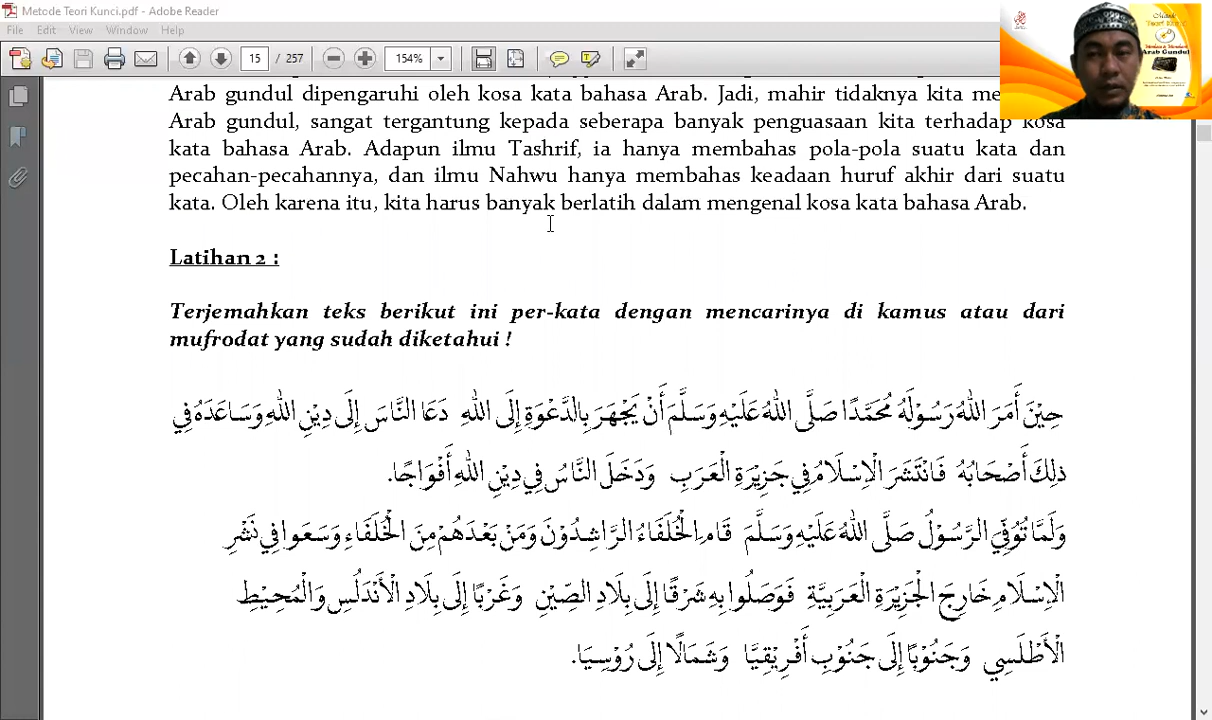 Metode Teori Kunci.pdf - Adobe Reader
File Edit View Window Help
15 / 257 154%
Metode
Arab Gundul
Arab gundul dipengaruhi oleh kosa kata bahasa Arab. Jadi, mahir tidaknya kita
Arab gundul, sangat tergantung kepada seberapa banyak penguasaan kita terhadap kosa
kata bahasa Arab. Adapun ilmu Tashrif, ia hanya membahas pola-pola suatu kata dan
pecahan-pecahannya, dan ilmu Nahwu hanya membahas keadaan huruf akhir dari suatu
kata. Oleh karena itu, kita harus banyak berlatih dalam mengenal kosa kata bahasa Arab.
Latihan 2 :
Terjemahkan teks berikut ini per-kata dengan mencarinya di kamus atau dari
mufrodat yang sudah diketahui !
حِيْنَ أَمَرَ اللهُ رَسُوْلَهُ مُحَمَّدًا صَلَّى اللهُ عَلَيْهِ وَسَلَّمَ أَنْ يَجْهَرَ بِالدَّعْوَةِ إِلَى اللهِ دَعَا النَّاسَ إِلَى دِيْنِ اللهِ وَسَاعَدَهُ فِي
ذلِكَ أَصْحَابُهُ فَانْتَشَرَ الْإِسْلَامُ فِي جَزِيْرَةِ الْعَرَبِ وَدَخَلَ النَّاسُ فِي دِيْنِ اللهِ أَفْوَاجًا.
وَلَمَّا تُوُفِّيَ الرَّسُوْلُ صَلَّى اللهُ عَلَيْهِ وَسَلَّمَ قَامَ الْخُلَفَاءُ الرَّاشِدُوْنَ وَمَنْ بَعْدَهُمْ مِنَ الْخُلَفَاءِ وَسَعَوا فِي نَشْرِ
الْإِسْلَامِ خَارِجَ الْجَزِيْرَةِ الْعَرَبِيَّةِ فَوَصَلُوا بِهِ شَرْقًا إِلَى بِلَادِ الصِّيْنِ وَغَرْبًا إِلَى بِلَادِ الْأَنْدَلُسِ وَالْمُحِيْطِ
الْأَطْلَسِي وَجَنُوْبًا إِلَى جَنُوْبِ أَفْرِيْقِيَّا وَشَمَالًا إِلَى رُوْسِيَا.